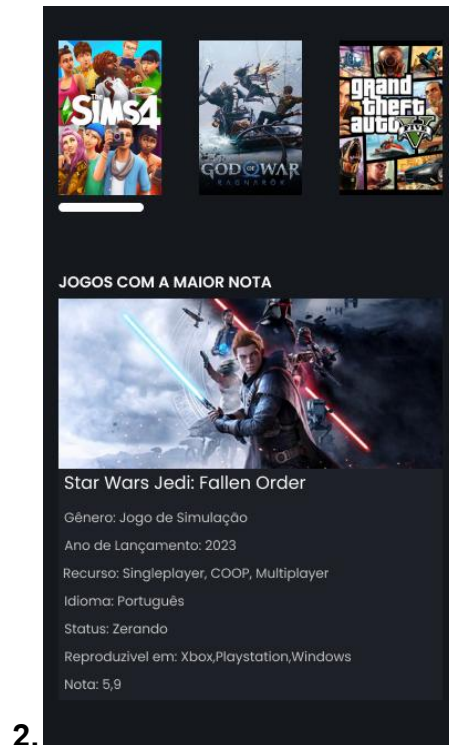 THE
SIMS4
GOD OF WAR
RAGNARÖK
grand
theft
auto
FIVE
JOGOS COM A MAIOR NOTA
Star Wars Jedi: Fallen Order
Gênero: Jogo de Simulação
Ano de Lançamento: 2023
Recurso: Singleplayer, COOP, Multiplayer
Idioma: Português
Status: Zerando
Reproduzivel em: Xbox,Playstation,Windows
Nota: 5,9
2.